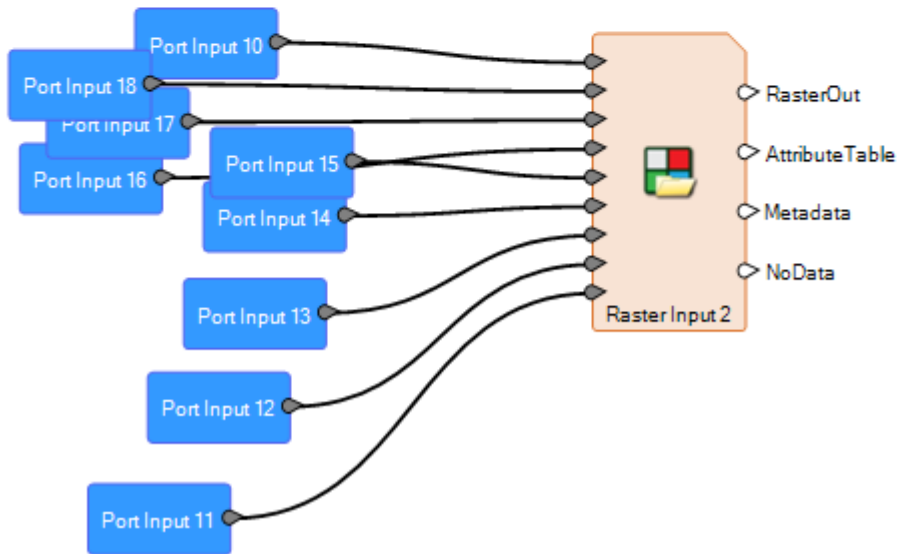 Port Input 10
Port Input 18
Port Input 17
Port Input 15
Port Input 16
Port Input 14
Port Input 13
Port Input 12
Port Input 11
RasterOut
AttributeTable
Metadata
NoData
Raster Input 2